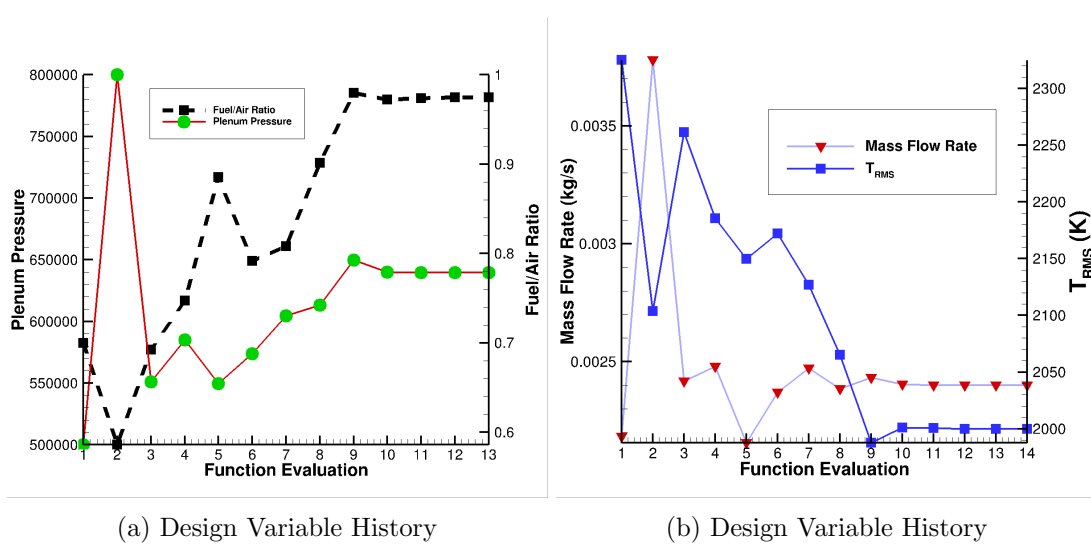 800000
750000
700000
650000
600000
550000
500000
Plenum Pressure
1
0.9
0.8
0.7
0.6
Fuel/Air Ratio
Fuel/Air Ratio
Plenum Pressure
1 2 3 4 5 6 7 8 9 10 11 12 13
Function Evaluation
(a) Design Variable History
0.0035
0.003
0.0025
Mass Flow Rate (kg/s)
2300
2250
2200
2150
2100
2050
2000
T_RMS (K)
Mass Flow Rate
T_RMS
1 2 3 4 5 6 7 8 9 10 11 12 13 14
Function Evaluation
(b) Design Variable History